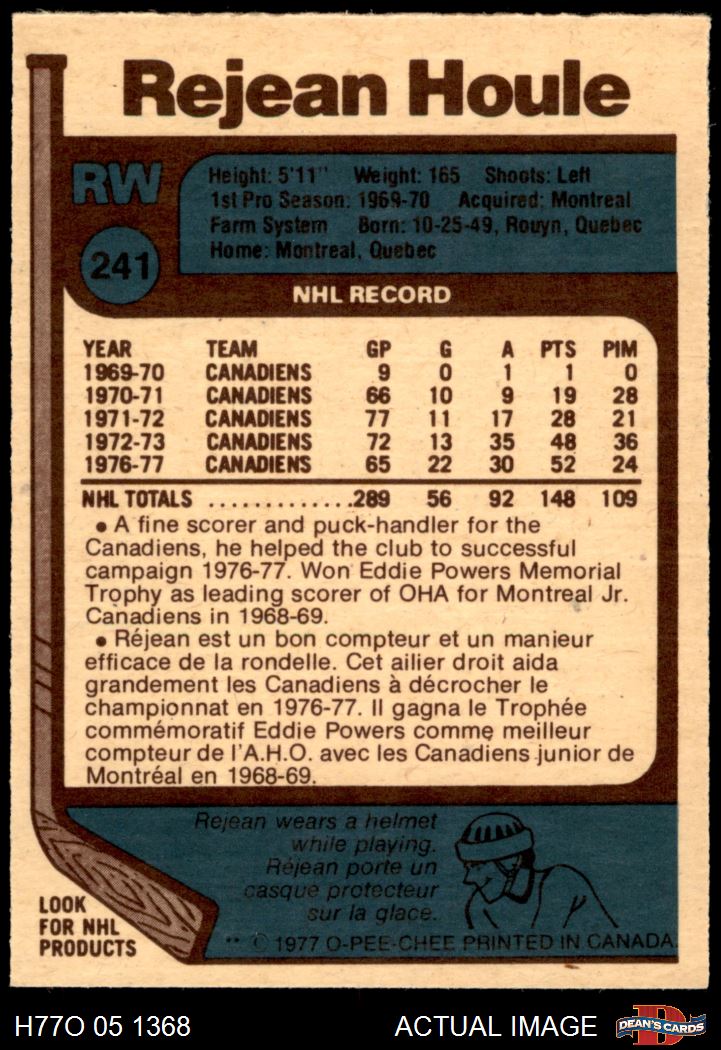 Rejean Houle
RW
Height: 5'11" Weight: 165 Shoots: Left
1st Pro Season: 1969-70 Acquired: Montreal
Farm System Born: 10-25-49, Rouyn, Quebec
Home: Montreal, Quebec
241
NHL RECORD
YEAR TEAM GP G A PTS PIM
1969-70 CANADIENS 9 0 1 1 0
1970-71 CANADIENS 66 10 9 19 28
1971-72 CANADIENS 77 11 17 28 21
1972-73 CANADIENS 72 13 35 48 36
1976-77 CANADIENS 65 22 30 52 24
NHL TOTALS .............289 56 92 148 109
• A fine scorer and puck-handler for the
Canadiens, he helped the club to successful
campaign 1976-77. Won Eddie Powers Memorial
Trophy as leading scorer of OHA for Montreal Jr.
Canadiens in 1968-69.
• Réjean est un bon compteur et un manieur
efficace de la rondelle. Cet ailier droit aida
grandement les Canadiens à décrocher le
championnat en 1976-77. Il gagna le Trophée
commémoratif Eddie Powers comme meilleur
compteur de l'A.H.O. avec les Canadiens junior de
Montréal en 1968-69.
Rejean wears a helmet
while playing.
Réjean porte un
casque protecteur
sur la glace.
LOOK
FOR NHL
PRODUCTS
** © 1977 O-PEE-CHEE PRINTED IN CANADA.
H77O 05 1368
ACTUAL IMAGE
D
DEAN'S CARDS